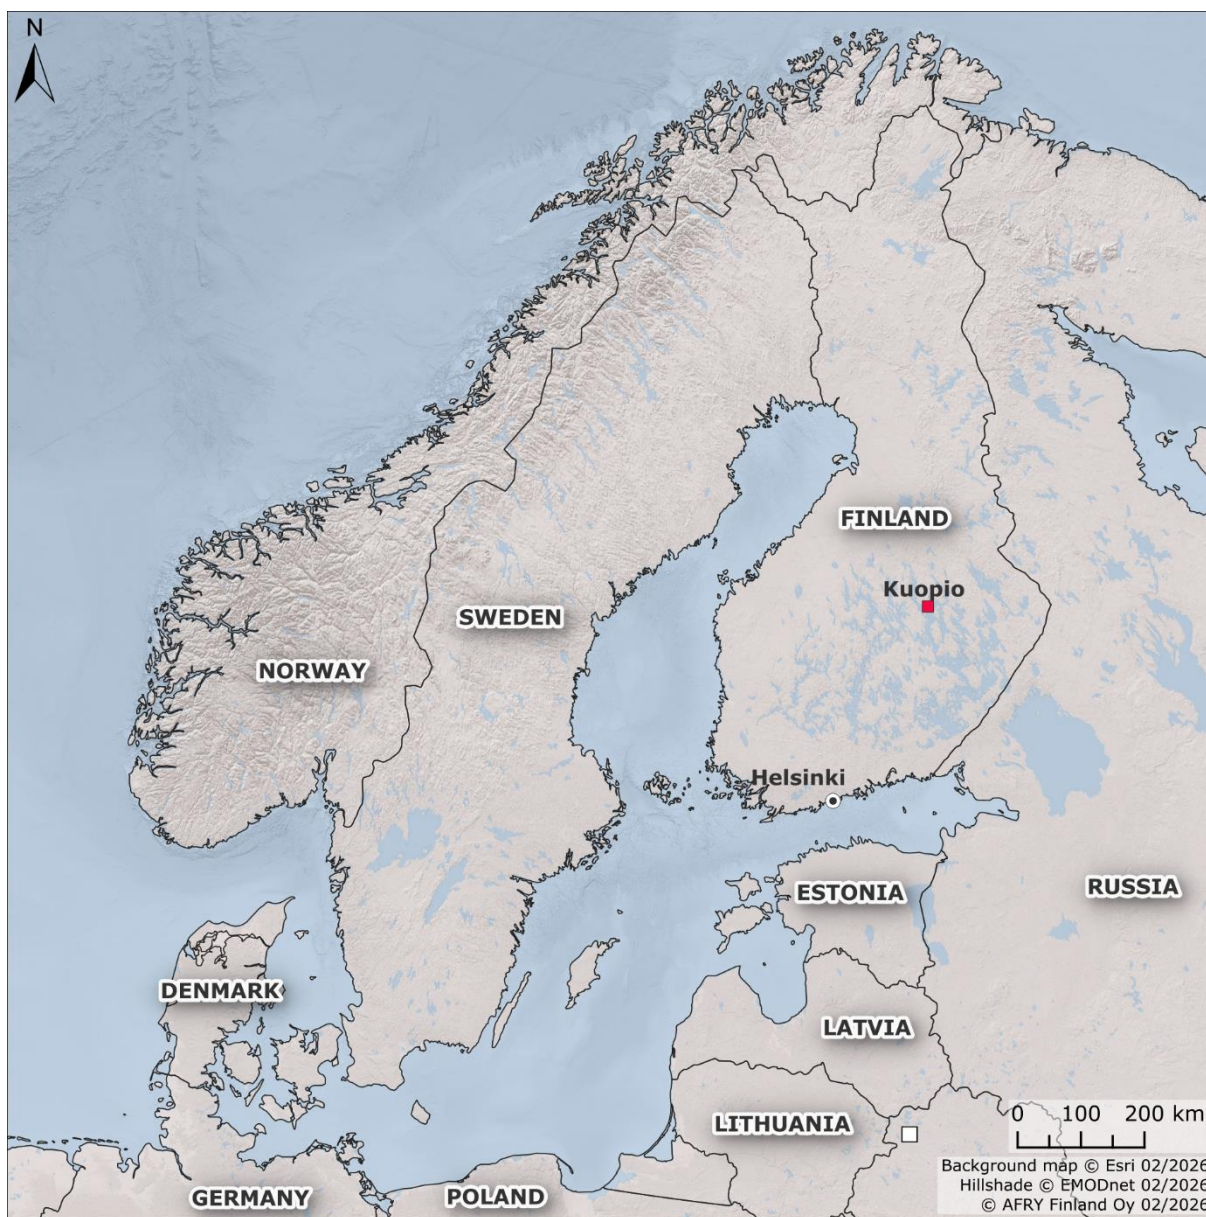 N
FINLAND
Kuopio
SWEDEN
NORWAY
Helsinki
RUSSIA
ESTONIA
DENMARK
LATVIA
LITHUANIA
0 100 200 km
Background map © Esri 02/2026
Hillshade © EMODnet 02/2026
© AFRY Finland Oy 02/2026
GERMANY
POLAND